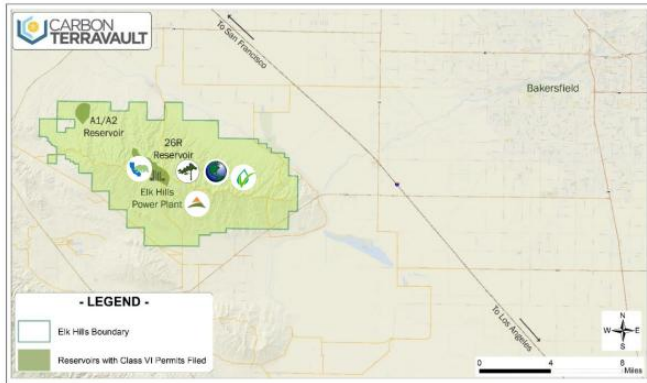 CARBON
TERRAVAULT
To San Francisco
Bakersfield
A1/A2
Reservoir
26R
Reservoir
Elk Hills
Power Plant
- LEGEND -
Elk Hills Boundary
Reservoirs with Class VI Permits Filed
To Los Angeles
N
W E
S
0 4 8
Miles